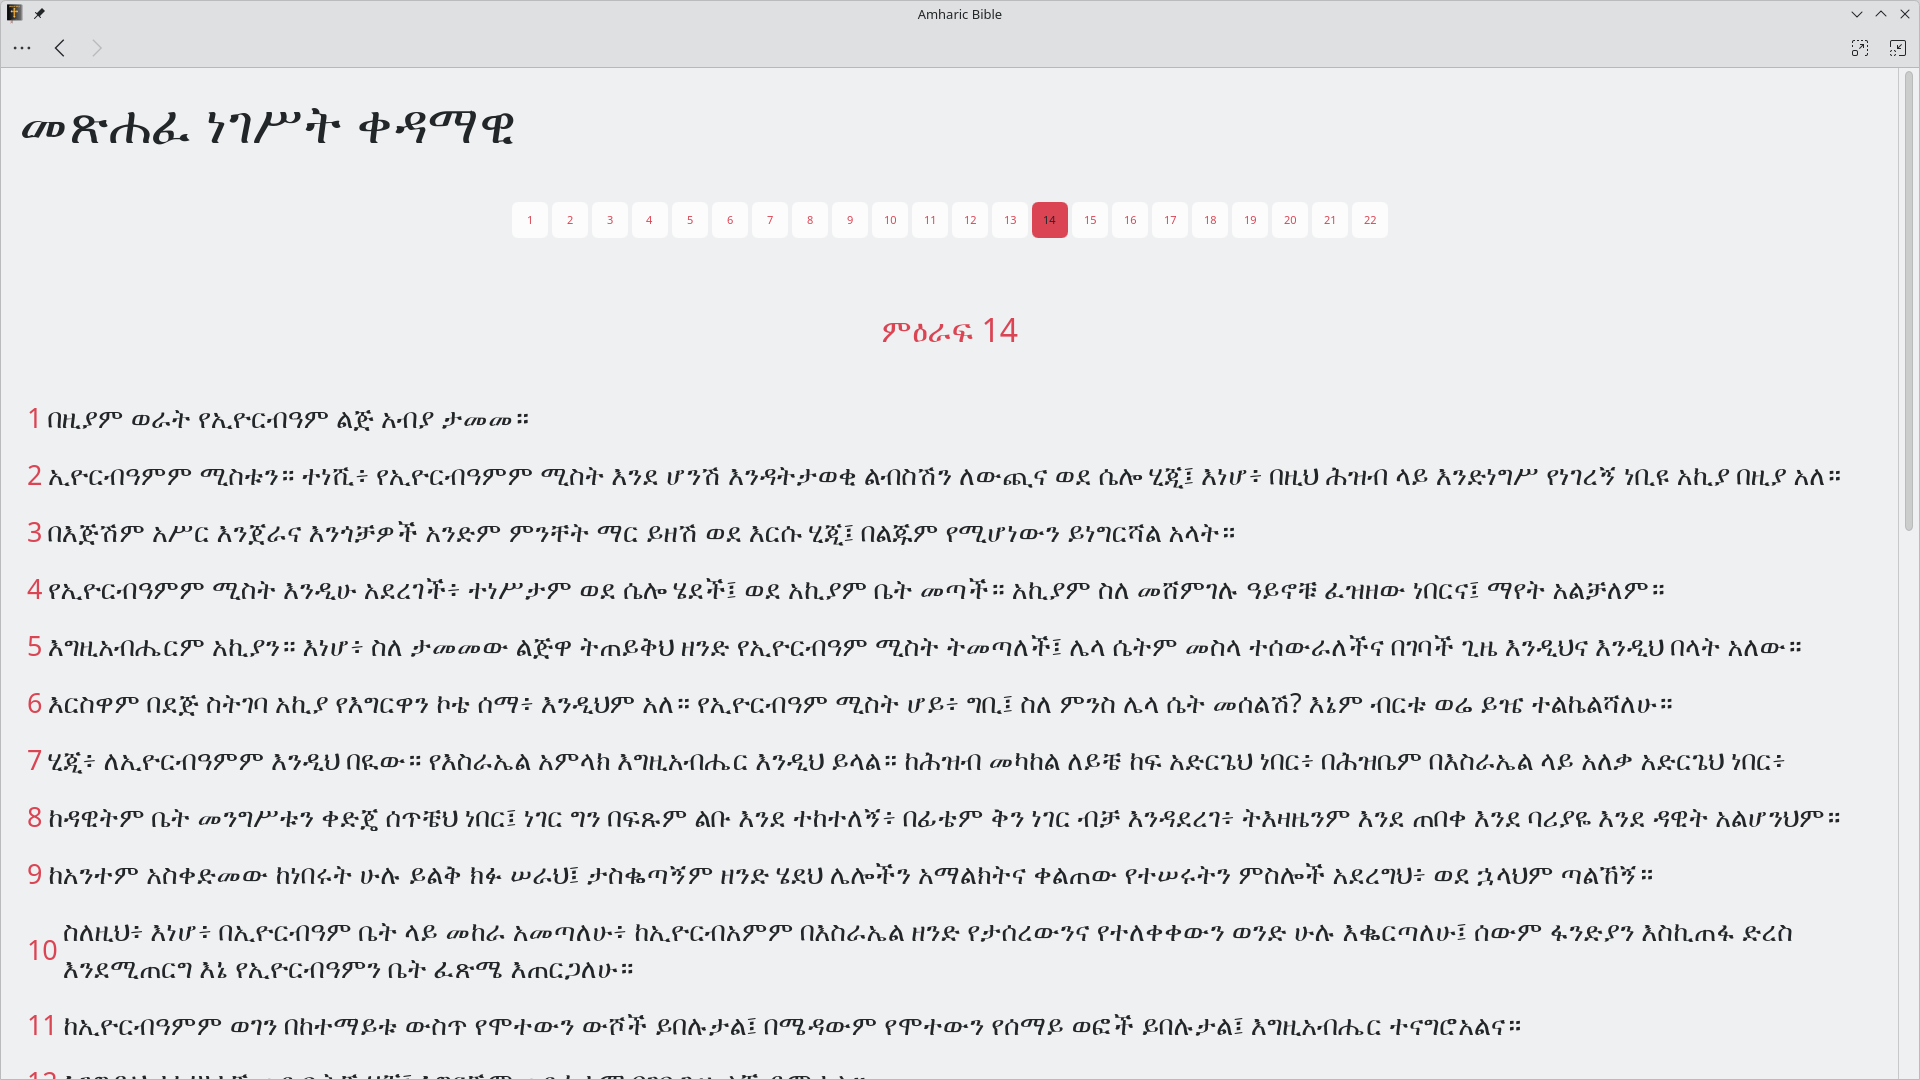 Amharic Bible
መጽሐፈ ነገሥት ቀዳማዊ
1 2 3 4 5 6 7 8 9 10 11 12 13 14 15 16 17 18 19 20 21 22
ምዕራፍ 14
1 በዚያም ወራት የኢዮርብዓም ልጅ አብያ ታመመ።
2 ኢዮርብዓምም ሚስቱን። ተነሺ፥ የኢዮርብዓምም ሚስት እንደ ሆንሽ እንዳትታወቂ ልብስሽን ለውጪና ወደ ሴሎ ሂጂ፤ እነሆ፥ በዚህ ሕዝብ ላይ እንድነግሥ የነገረኝ ነቢዩ አኪያ በዚያ አለ።
3 በእጅሽም አሥር እንጀራና እንጎቻዎች አንድም ምንቸት ማር ይዘሽ ወደ እርሱ ሂጂ፤ በልጁም የሚሆነውን ይነግርሻል አላት።
4 የኢዮርብዓምም ሚስት እንዲሁ አደረገች፥ ተነሥታም ወደ ሴሎ ሄደች፤ ወደ አኪያም ቤት መጣች። አኪያም ስለ መሸምገሉ ዓይኖቹ ፈዝዘው ነበርና፤ ማየት አልቻለም።
5 እግዚአብሔርም አኪያን። እነሆ፥ ስለ ታመመው ልጅዋ ትጠይቅህ ዘንድ የኢዮርብዓም ሚስት ትመጣለች፤ ሌላ ሴትም መስላ ተሰውራለችና በገባች ጊዜ እንዲህና እንዲህ በላት አለው።
6 እርስዋም በደጅ ስትገባ አኪያ የእግርዋን ኮቴ ሰማ፥ እንዲህም አለ። የኢዮርብዓም ሚስት ሆይ፥ ግቢ፤ ስለ ምንስ ሌላ ሴት መሰልሽ? እኔም ብርቱ ወሬ ይዤ ተልኬልሻለሁ።
7 ሂጂ፥ ለኢዮርብዓምም እንዲህ በዪው። የእስራኤል አምላክ እግዚአብሔር እንዲህ ይላል። ከሕዝብ መካከል ለይቼ ከፍ አድርጌህ ነበር፥ በሕዝቤም በእስራኤል ላይ አለቃ አድርጌህ ነበር፥
8 ከዳዊትም ቤት መንግሥቱን ቀድጄ ሰጥቼህ ነበር፤ ነገር ግን በፍጹም ልቡ እንደ ተከተለኝ፥ በፊቴም ቅን ነገር ብቻ እንዳደረገ፥ ትእዛዜንም እንደ ጠበቀ እንደ ባሪያዬ እንደ ዳዊት አልሆንህም።
9 ከአንተም አስቀድመው ከነበሩት ሁሉ ይልቅ ክፉ ሠራህ፤ ታስቈጣኝም ዘንድ ሄደህ ሌሎችን አማልክትና ቀልጠው የተሠሩትን ምስሎች አደረግህ፥ ወደ ኋላህም ጣልኸኝ።
10 ስለዚህ፥ እነሆ፥ በኢዮርብዓም ቤት ላይ መከራ አመጣለሁ፥ ከኢዮርብአምም በእስራኤል ዘንድ የታሰረውንና የተለቀቀውን ወንድ ሁሉ እቈርጣለሁ፤ ሰውም ፋንድያን እስኪጠፋ ድረስ
እንደሚጠርግ እኔ የኢዮርብዓምን ቤት ፈጽሜ እጠርጋለሁ።
11 ከኢዮርብዓምም ወገን በከተማይቱ ውስጥ የሞተውን ውሾች ይበሉታል፤ በሜዳውም የሞተውን የሰማይ ወፎች ይበሉታል፤ እግዚአብሔር ተናግሮአልና።